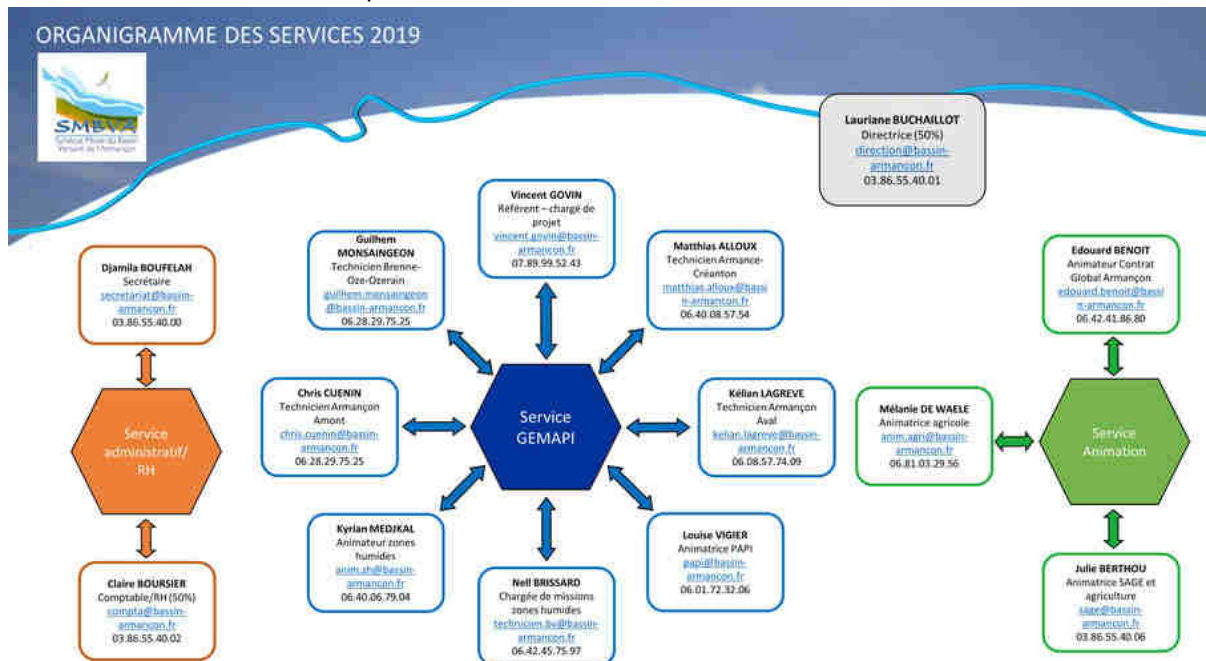 ORGANIGRAMME DES SERVICES 2019
SMBVA
Syndicat Mixte du Bassin
Versant de l'Armançon
Lauriane BUCHAILLOT
Directrice (50%)
direction@bassin-
armancon.fr
03.86.55.40.01
Djamila BOUFELAH
Secrétaire
secretariat@bassin-
armancon.fr
03.86.55.40.00
Service
administratif/
RH
Claire BOURSIER
Comptable/RH (50%)
compta@bassin-
armancon.fr
03.86.55.40.02
Vincent GOVIN
Référent – chargé de
projet
vincent.govin@bassin-
armancon.fr
07.89.99.52.43
Guilhem
MONSAINGEON
Technicien Brenne-
Oze-Ozerain
guilhem.monsaingeon
@bassin-armancon.fr
06.28.29.75.25
Matthias ALLOUX
Technicien Armance-
Créanton
matthias.alloux@bassi
n-armancon.fr
06.40.08.57.54
Chris CUENIN
Technicien Armançon
Amont
chris.cuenin@bassin-
armancon.fr
06.28.29.75.25
Service
GEMAPI
Kélian LAGREVE
Technicien Armançon
Aval
kelian.lagreve@bassin-
armancon.fr
06.08.57.74.09
Kyrian MEDJKAL
Animateur zones
humides
anim.zh@bassin-
armancon.fr
06.40.06.79.04
Nell BRISSARD
Chargée de missions
zones humides
technicien.bv@bassin-
armancon.fr
06.42.45.75.97
Louise VIGIER
Animatrice PAPI
papi@bassin-
armancon.fr
06.01.72.32.06
Edouard BENOIT
Animateur Contrat
Global Armançon
edouard.benoit@bassi
n-armancon.fr
06.42.41.86.80
Mélanie DE WAELE
Animatrice agricole
anim.agri@bassin-
armancon.fr
06.81.03.29.56
Service
Animation
Julie BERTHOU
Animatrice SAGE et
agriculture
sage@bassin-
armancon.fr
03.86.55.40.06